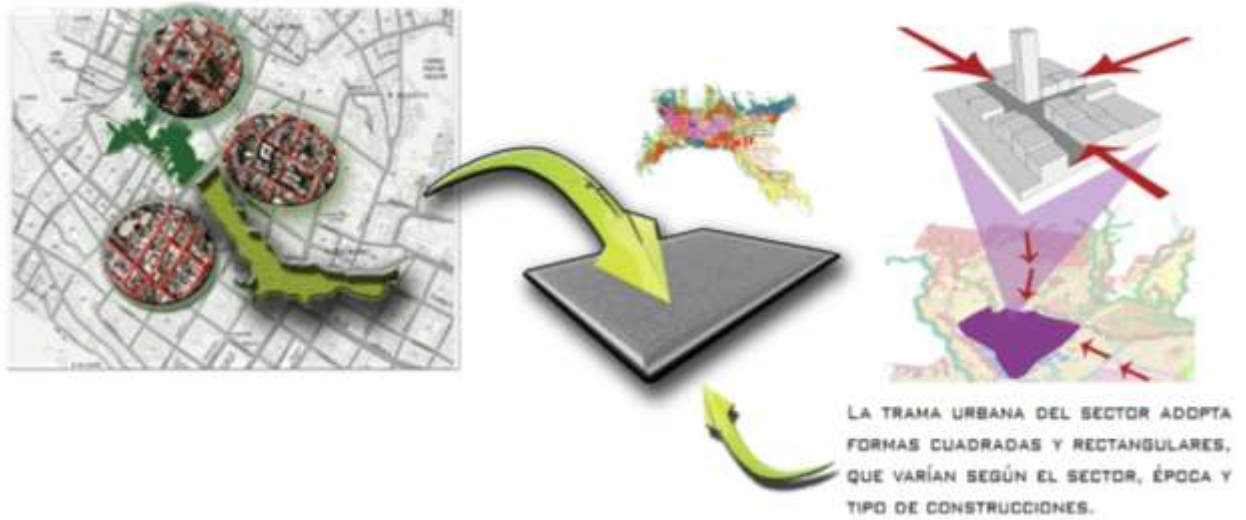 LA TRAMA URBANA DEL SECTOR ADOPTA
FORMAS CUADRADAS Y RECTANGULARES,
QUE VARÍAN SEGÚN EL SECTOR, ÉPOCA Y
TIPO DE CONSTRUCCIONES.